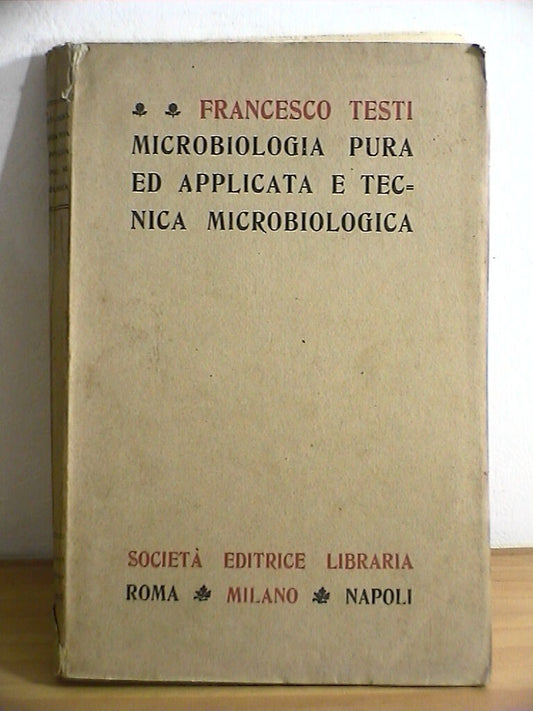 FRANCESCO TESTI
MICROBIOLOGIA PURA
ED APPLICATA E TEC=
NICA MICROBIOLOGICA
SOCIETÀ EDITRICE LIBRARIA
ROMA MILANO NAPOLI